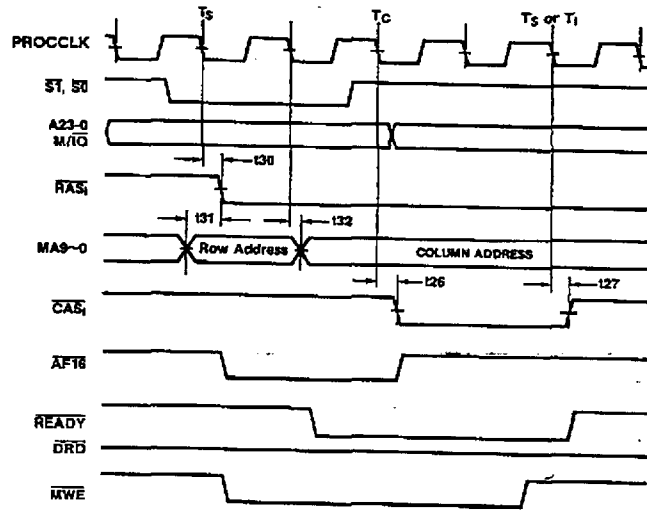 TS TC TS or TI
PROCCLK
S1, S0
A23-0
M/IO
t30
RASi
t31 t32
MA9~0 Row Address COLUMN ADDRESS
t26 t27
CASi
AF16
READY
DRD
MWE